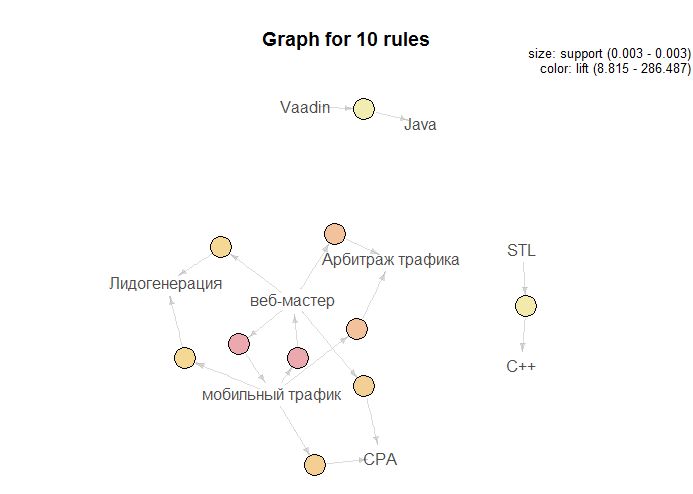 Graph for 10 rules
size: support (0.003 - 0.003)
color: lift (8.815 - 286.487)
Vaadin
Java
STL
Арбитраж трафика
Лидогенерация
веб-мастер
C++
мобильный трафик
CPA